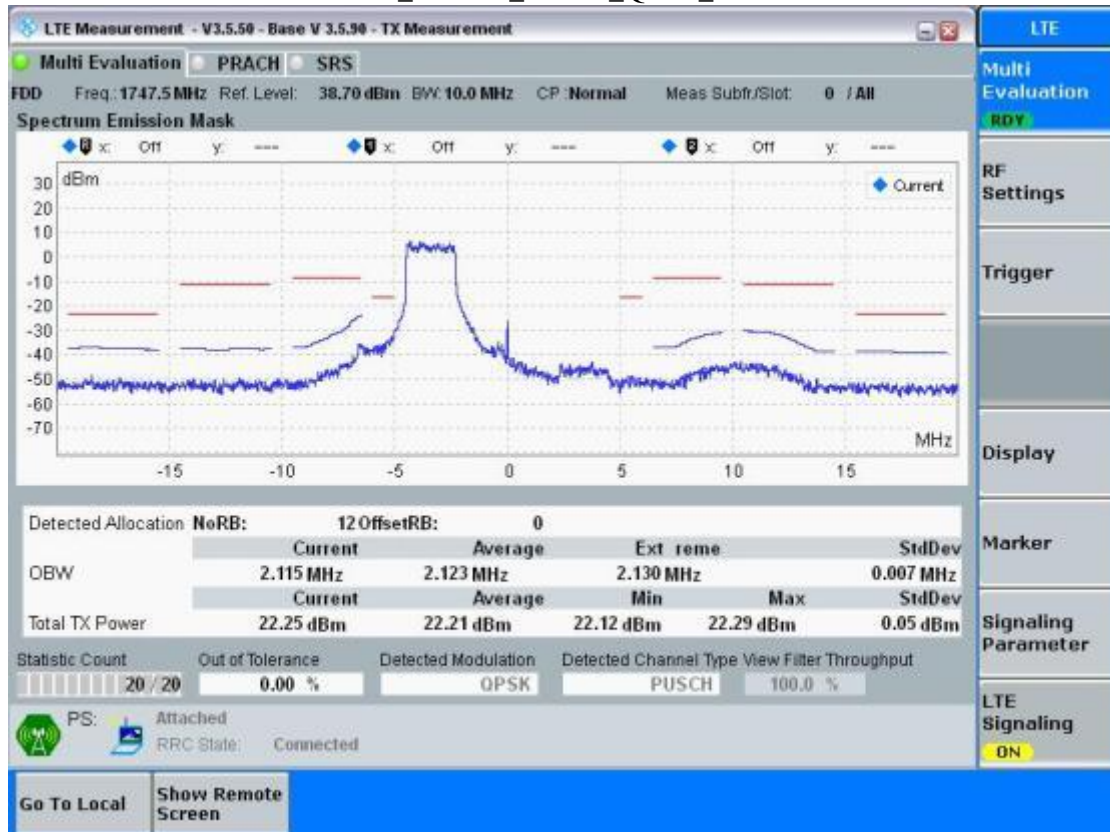 LTE Measurement - V3.5.50 - Base V 3.5.90 - TX Measurement
LTE
Multi Evaluation PRACH SRS
Multi
Evaluation
RDY
FDD Freq.: 1747.5 MHz Ref. Level: 38.70 dBm BW: 10.0 MHz CP : Normal Meas Subfr./Slot: 0 / All
Spectrum Emission Mask
x: Off y: --- x: Off y: --- x: Off y: ---
dBm
Current
30
20
10
0
-10
-20
-30
-40
-50
-60
-70
MHz
-15 -10 -5 0 5 10 15
RF
Settings
Trigger
Display
Marker
Signaling
Parameter
LTE
Signaling
ON
Detected Allocation NoRB: 12 OffsetRB: 0
Current Average Ext reme StdDev
OBW 2.115 MHz 2.123 MHz 2.130 MHz 0.007 MHz
Current Average Min Max StdDev
Total TX Power 22.25 dBm 22.21 dBm 22.12 dBm 22.29 dBm 0.05 dBm
Statistic Count Out of Tolerance Detected Modulation Detected Channel Type View Filter Throughput
20 / 20 0.00 % QPSK PUSCH 100.0 %
PS: Attached
RRC State: Connected
Go To Local
Show Remote
Screen